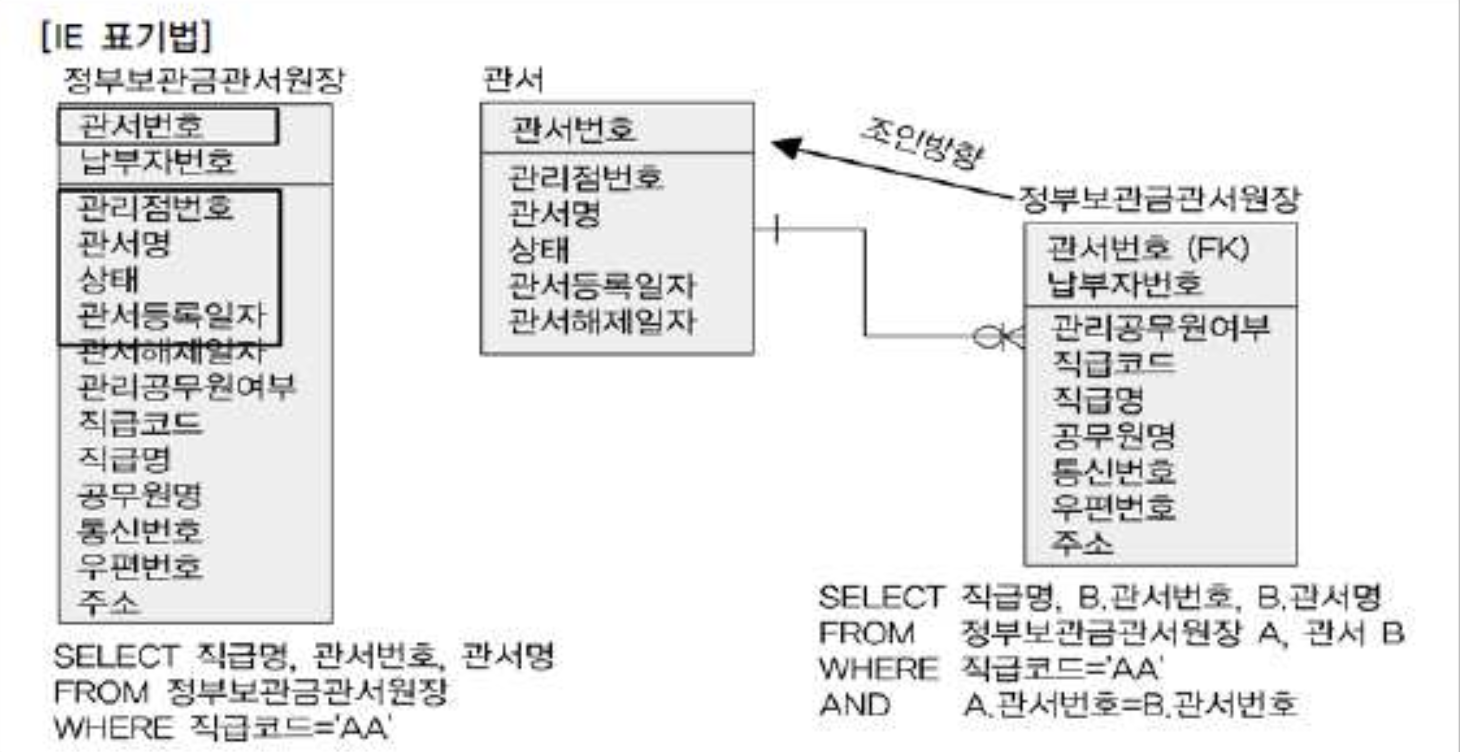 [IE 표기법]
정부보관금관서원장
관서번호
납부자번호
관리점번호
관서명
상태
관서등록일자
관서해제일자
관리공무원여부
직급코드
직급명
공무원명
통신번호
우편번호
주소
SELECT 직급명, 관서번호, 관서명
FROM 정부보관금관서원장
WHERE 직급코드='AA'
관서
관서번호
관리점번호
관서명
상태
관서등록일자
관서해제일자
조인방향
정부보관금관서원장
관서번호 (FK)
납부자번호
관리공무원여부
직급코드
직급명
공무원명
통신번호
우편번호
주소
SELECT 직급명, B.관서번호, B.관서명
FROM 정부보관금관서원장 A, 관서 B
WHERE 직급코드='AA'
AND A.관서번호=B.관서번호